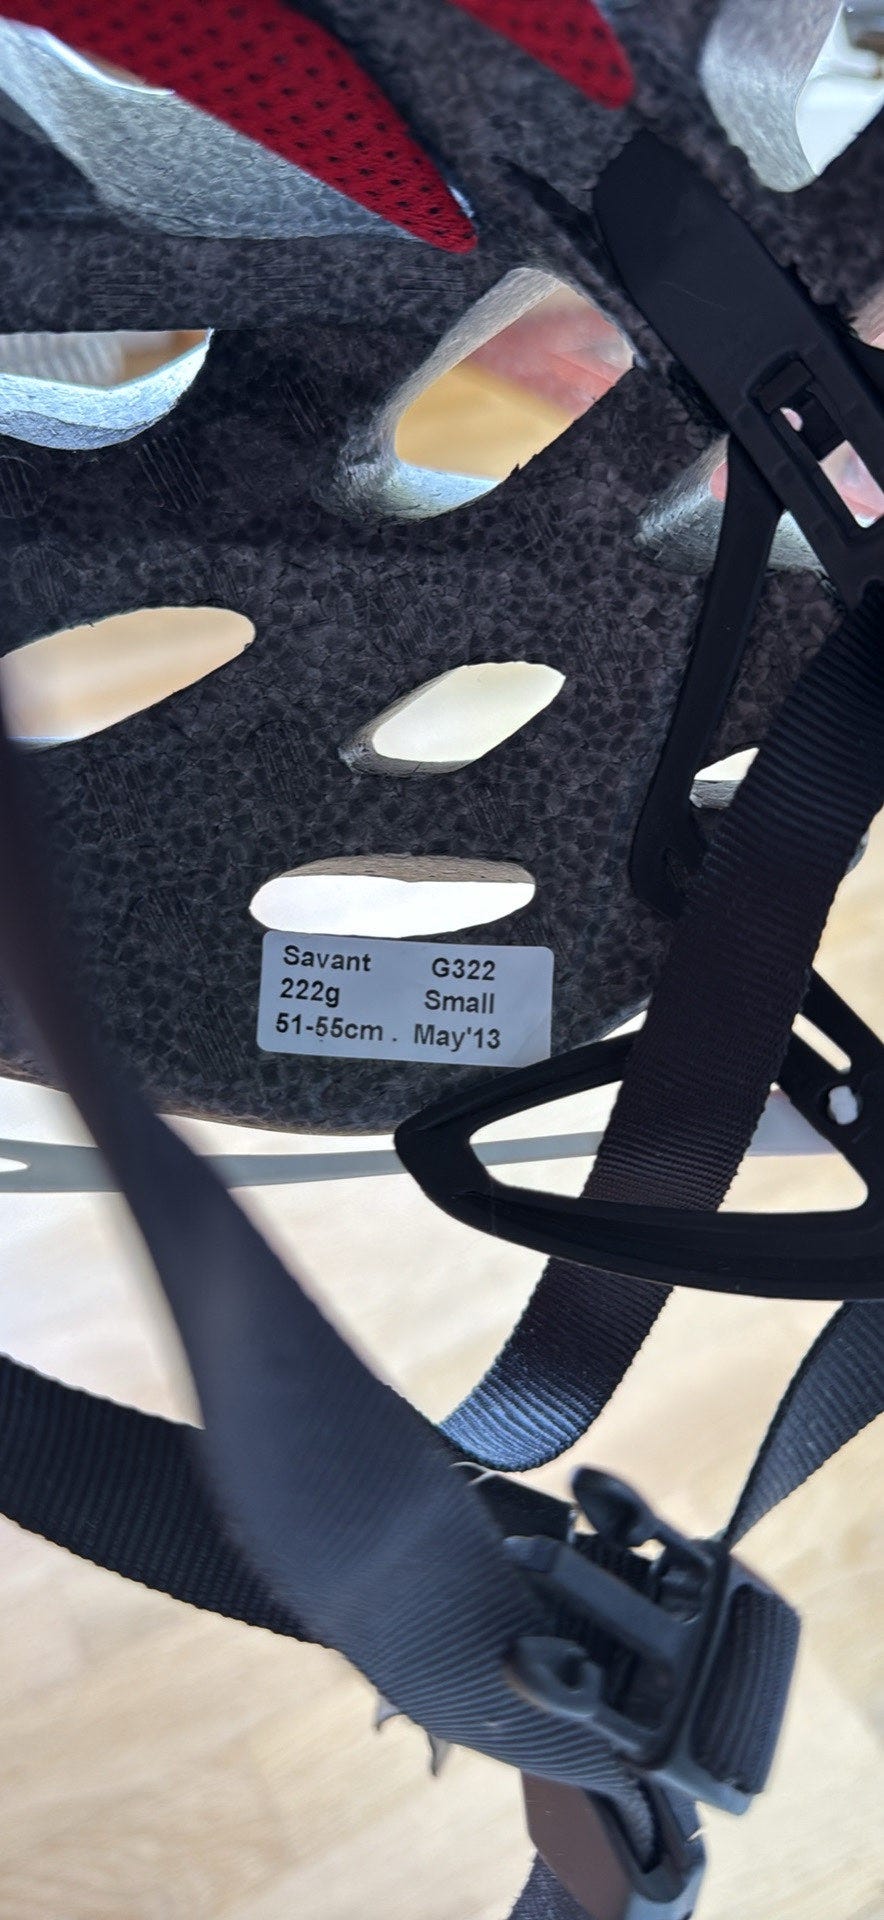 Savant G322
222g Small
51-55cm . May'13